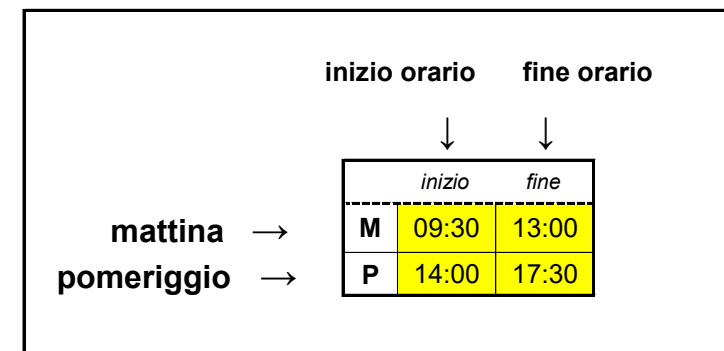 inizio orario fine orario
↓ ↓
inizio fine
mattina → M 09:30 13:00
pomeriggio → P 14:00 17:30